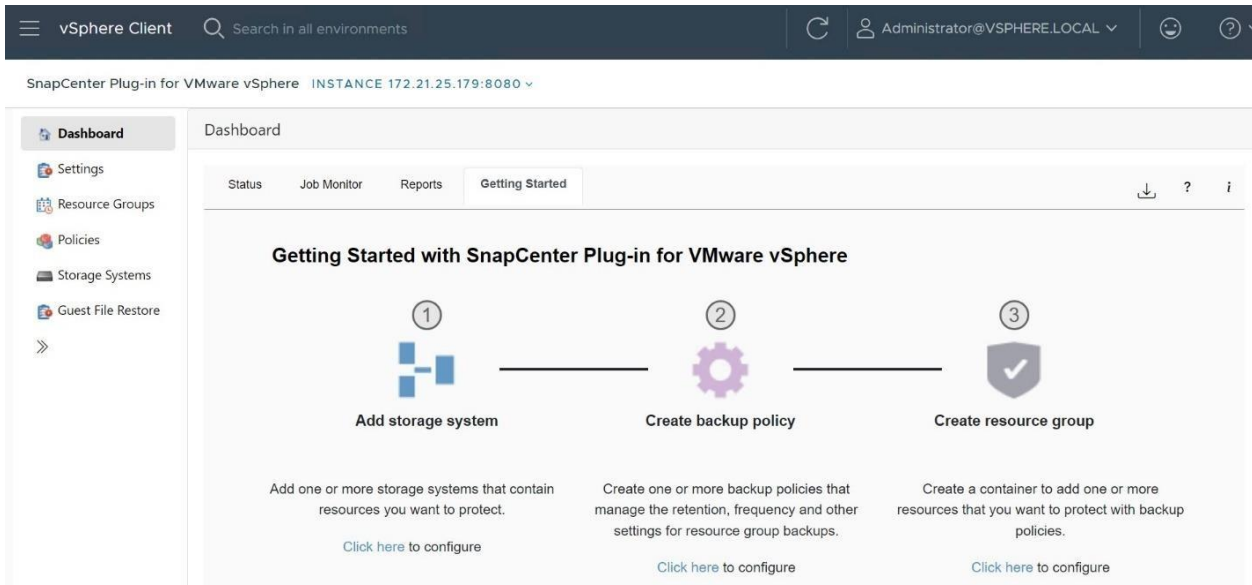 vSphere Client
Search in all environments
Administrator@VSPHERE.LOCAL
?
SnapCenter Plug-in for VMware vSphere INSTANCE 172.21.25.179:8080
Dashboard
Settings
Resource Groups
Policies
Storage Systems
Guest File Restore
Dashboard
Status Job Monitor Reports Getting Started
? i
Getting Started with SnapCenter Plug-in for VMware vSphere
1
Add storage system
Add one or more storage systems that contain
resources you want to protect.
Click here to configure
2
Create backup policy
Create one or more backup policies that
manage the retention, frequency and other
settings for resource group backups.
Click here to configure
3
Create resource group
Create a container to add one or more
resources that you want to protect with backup
policies.
Click here to configure